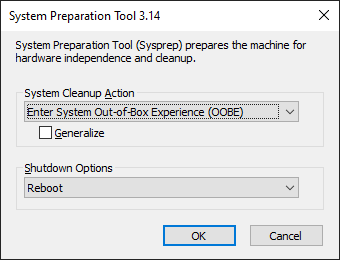 System Preparation Tool 3.14
System Preparation Tool (Sysprep) prepares the machine for
hardware independence and cleanup.
System Cleanup Action
Enter System Out-of-Box Experience (OOBE)
Generalize
Shutdown Options
Reboot
OK Cancel